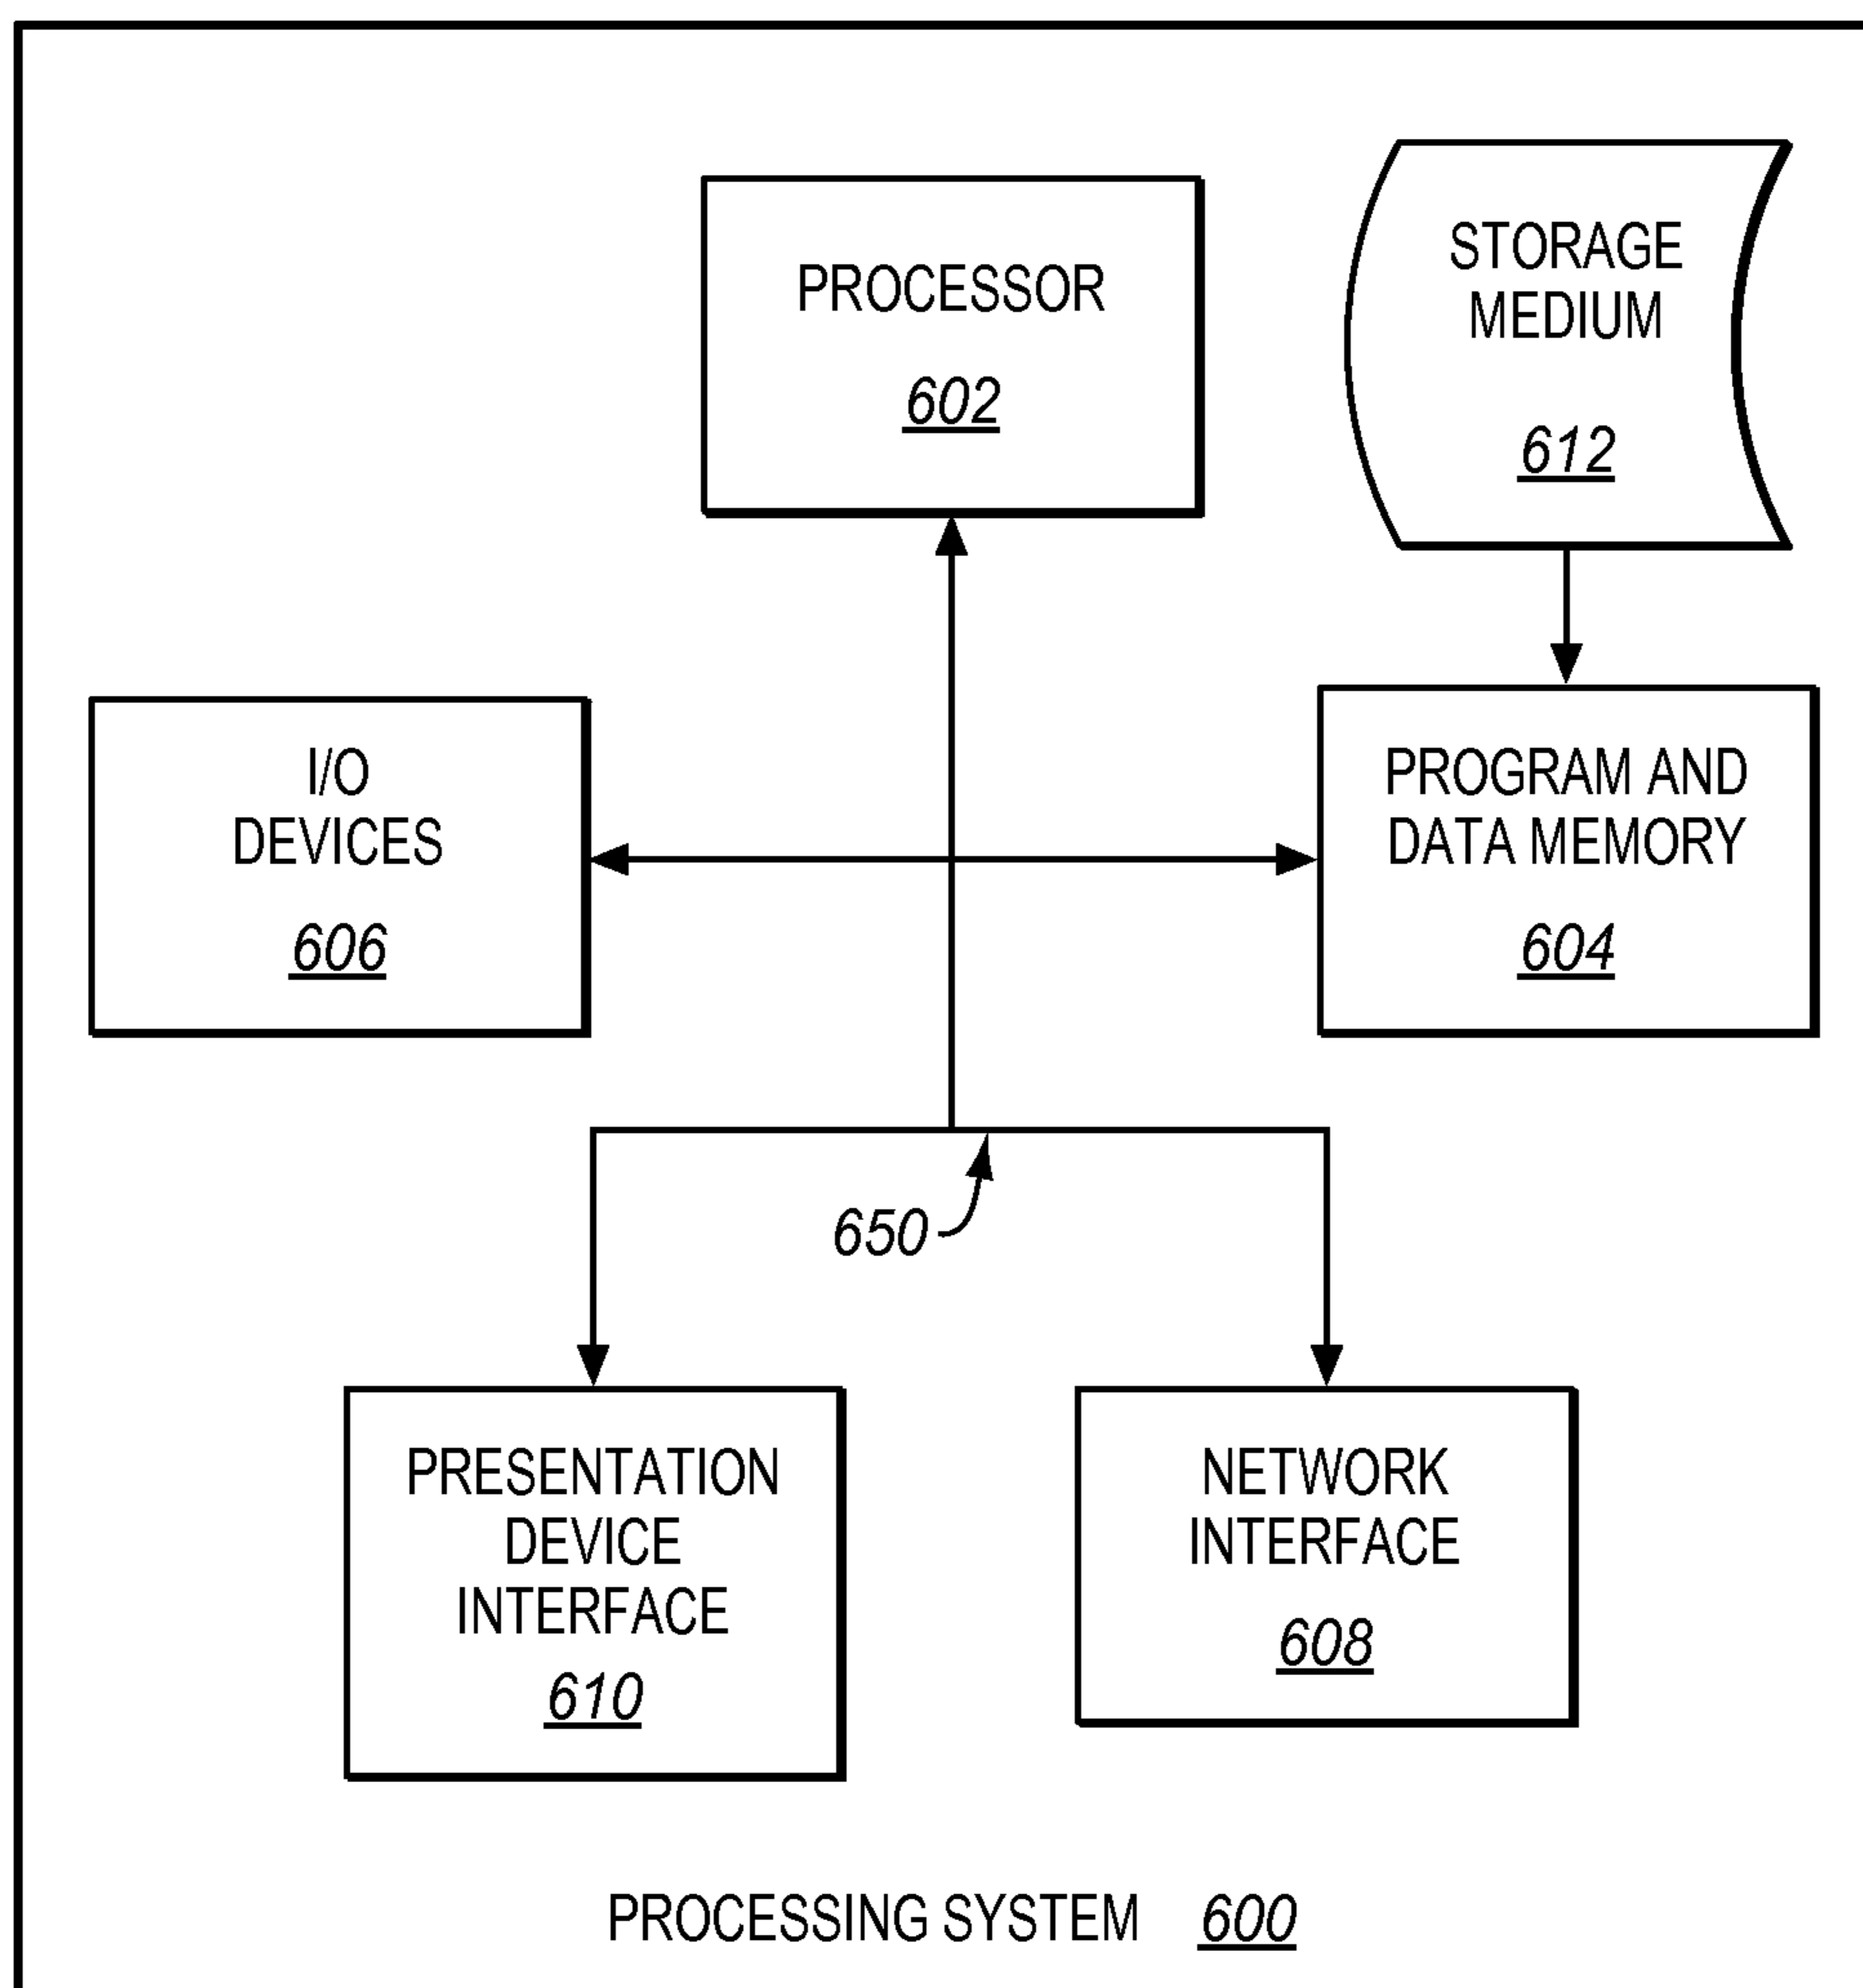 PROCESSOR
602
STORAGE
MEDIUM
612
I/O
DEVICES
606
PROGRAM AND
DATA MEMORY
604
650
PRESENTATION
DEVICE
INTERFACE
610
NETWORK
INTERFACE
608
PROCESSING SYSTEM 600